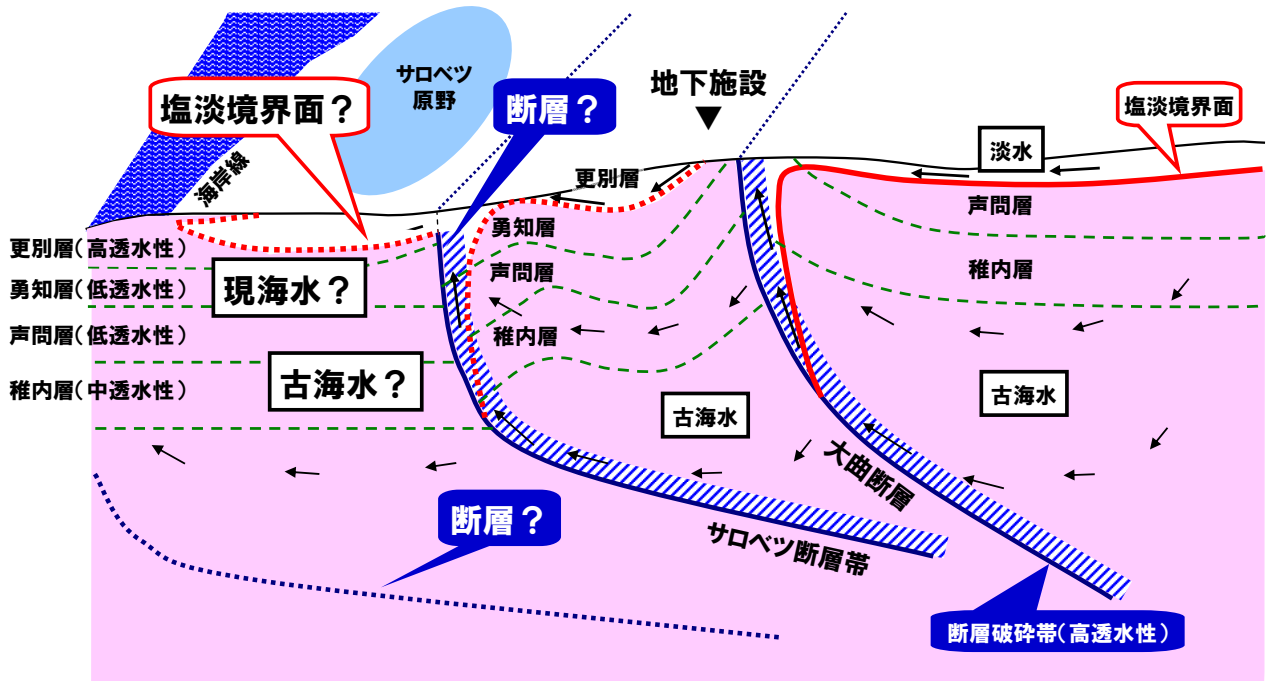 サロベツ
原野
塩淡境界面？
断層？
地下施設
塩淡境界面
海岸線
淡水
更別層
声問層
勇知層
更別層（高透水性）
稚内層
現海水？
声問層
勇知層（低透水性）
声問層（低透水性）
稚内層
古海水？
稚内層（中透水性）
古海水
古海水
大曲断層
断層？
サロベツ断層帯
断層破砕帯（高透水性）